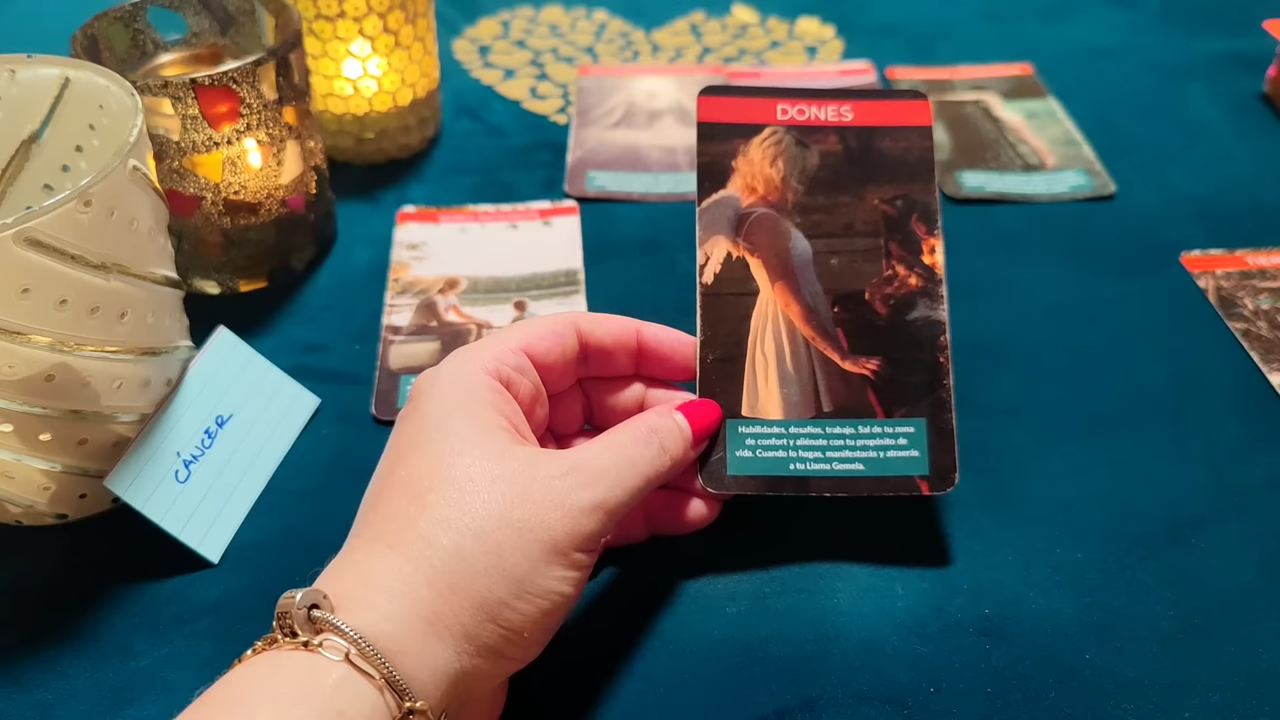 DONES
Habilidades, desafíos, trabajo. Sal de tu zona
de confort y aliénate con tu propósito de
vida. Cuando lo hagas, manifestarás y atraerás
a tu Llama Gemela.
CÁNCER